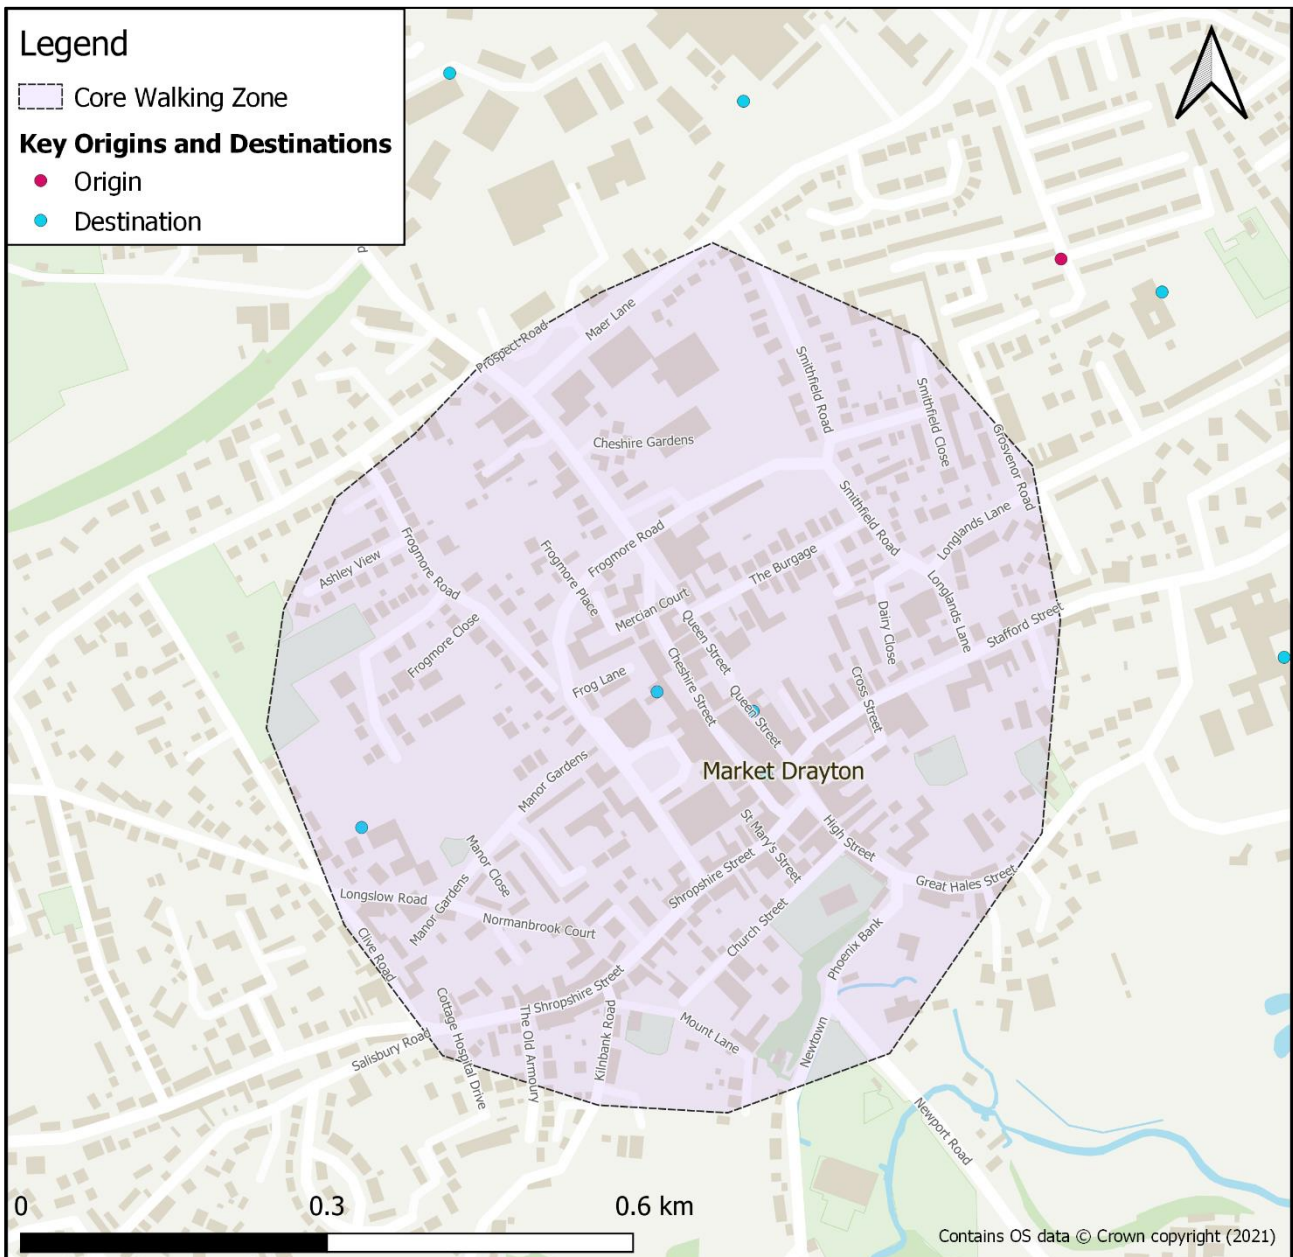 Legend
Core Walking Zone
Key Origins and Destinations
Origin
Destination
Prospect Road
Maer Lane
Smithfield Road
Smithfield Close
Grosvenor Road
Cheshire Gardens
Smithfield Road
Longlands Lane
Frogmore Road
Ashley View
Frogmore Road
Frogmore Place
The Burgage
Mercian Court
Longlands Lane
Dairy Close
Stafford Street
Frogmore Close
Queen Street
Cheshire Street
Frog Lane
Cross Street
Queen Street
Market Drayton
Manor Gardens
St Mary's Street
High Street
Manor Close
Shropshire Street
Great Hales Street
Longslow Road
Manor Gardens
Normanbrook Court
Church Street
Phoenix Bank
Clive Road
Shropshire Street
Cottage Hospital Drive
The Old Armoury
Kilnbank Road
Mount Lane
Newtown
Salisbury Road
Newport Road
0 0.3 0.6 km
Contains OS data © Crown copyright (2021)